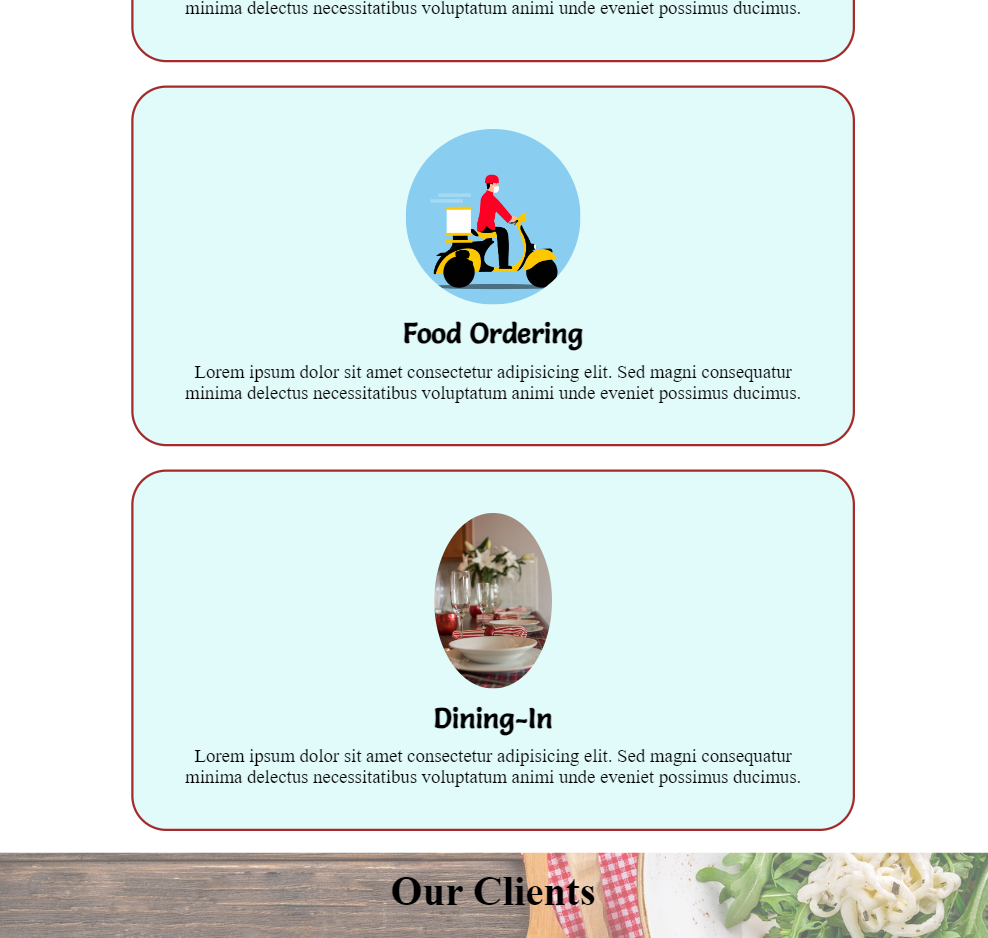 minima delectus necessitatibus voluptatum animi unde eveniet possimus ducimus.
Food Ordering
Lorem ipsum dolor sit amet consectetur adipisicing elit. Sed magni consequatur
minima delectus necessitatibus voluptatum animi unde eveniet possimus ducimus.
Dining-In
Lorem ipsum dolor sit amet consectetur adipisicing elit. Sed magni consequatur
minima delectus necessitatibus voluptatum animi unde eveniet possimus ducimus.
Our Clients